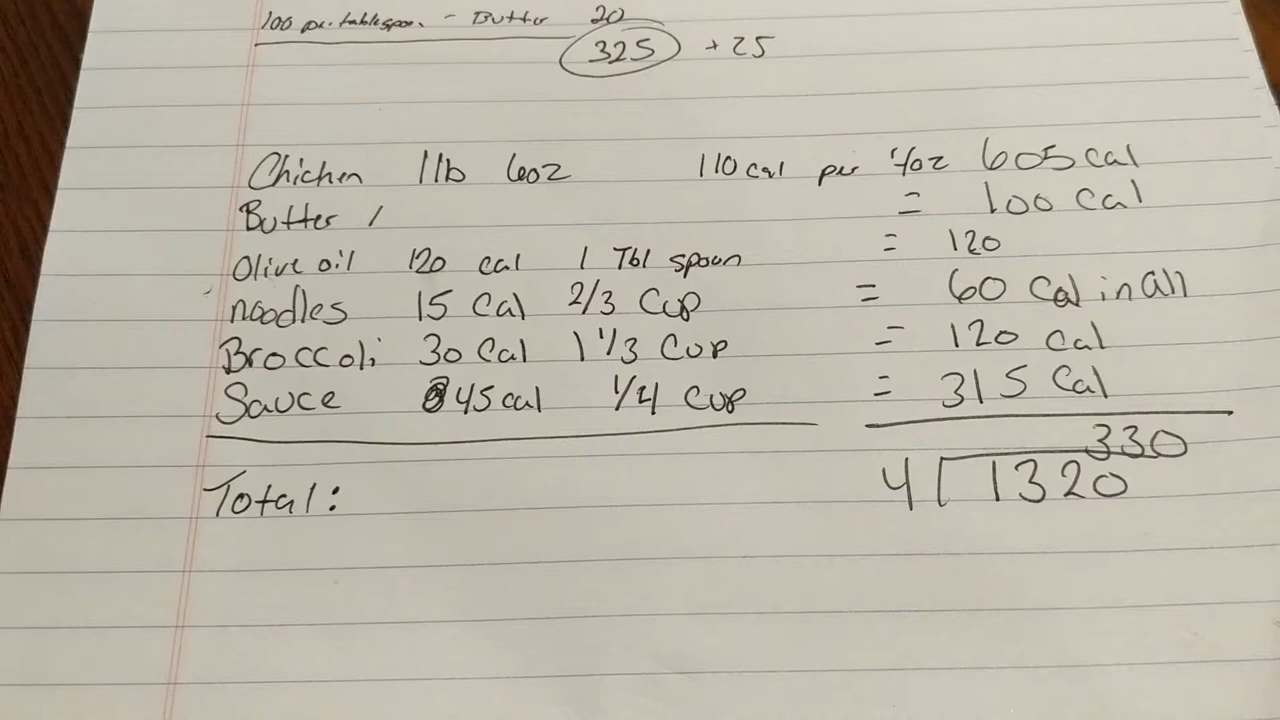 100 per tablespoon - Butter 20
325 + 25
Chicken 1lb 6oz 110 cal per 4oz 605 cal
Butter 1 = 100 cal
Olive oil 120 cal 1 Tbl spoon = 120
noodles 15 Cal 2/3 Cup = 60 Cal in all
Broccoli 30 Cal 1 1/3 Cup = 120 Cal
Sauce 45 cal 1/4 Cup = 315 Cal
330
Total: 4 1320